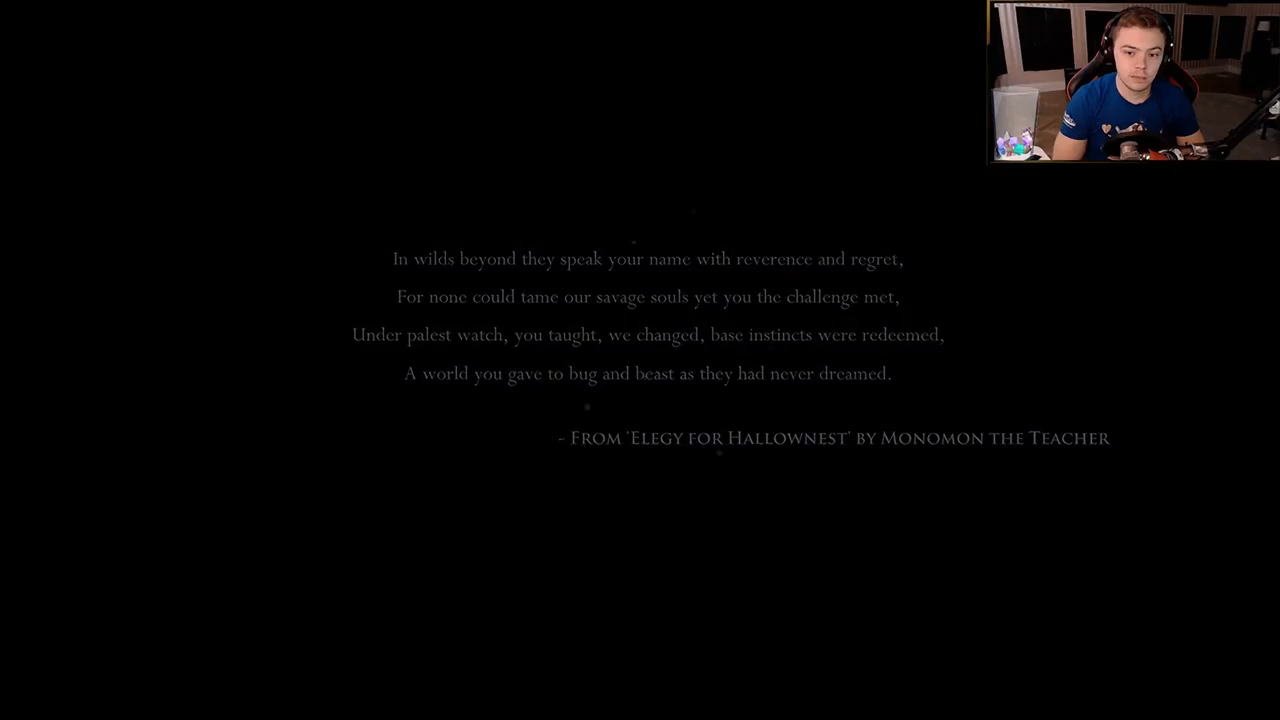 In wilds beyond they speak your name with reverence and regret,
For none could tame our savage souls yet you the challenge met,
Under palest watch, you taught, we changed, base instincts were redeemed,
A world you gave to bug and beast as they had never dreamed.
- From 'Elegy for Hallownest' by Monomon the Teacher